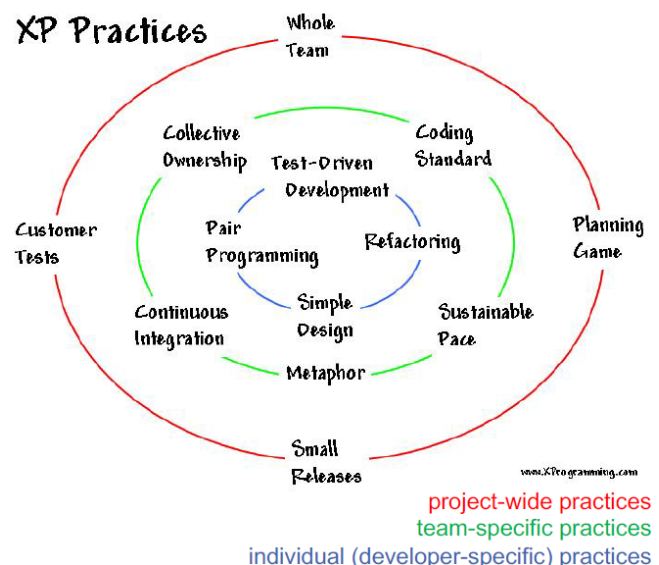 XP Practices
Whole
Team
Collective
Ownership
Coding
Standard
Test-Driven
Development
Customer
Tests
Pair
Programming
Refactoring
Planning
Game
Continuous
Integration
Simple
Design
Sustainable
Pace
Metaphor
Small
Releases
www.XProgramming.com
project-wide practices
team-specific practices
individual (developer-specific) practices